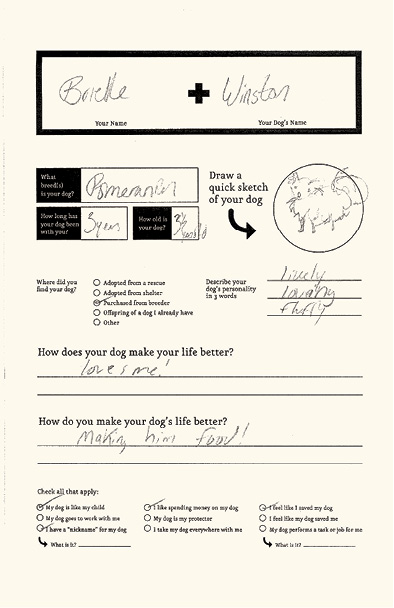 Brielle + Winston
Your Name Your Dog's Name
What breed(s) is your dog? Pomeranian
Draw a quick sketch of your dog
How long has your dog been with you? 3 years
How old is your dog?
Where did you find your dog?
Adopted from a rescue
Adopted from shelter
Purchased from breeder
Offspring of a dog I already have
Other
Describe your dog's personality in 3 words
lively
loving
fluffy
How does your dog make your life better?
loves me!
How do you make your dog's life better?
Making him food!
Check all that apply:
My dog is like my child
My dog goes to work with me
I have a "nickname" for my dog
What is it?
I like spending money on my dog
My dog is my protector
I take my dog everywhere with me
I feel like I saved my dog
I feel like my dog saved me
My dog performs a task or job for me
What is it?